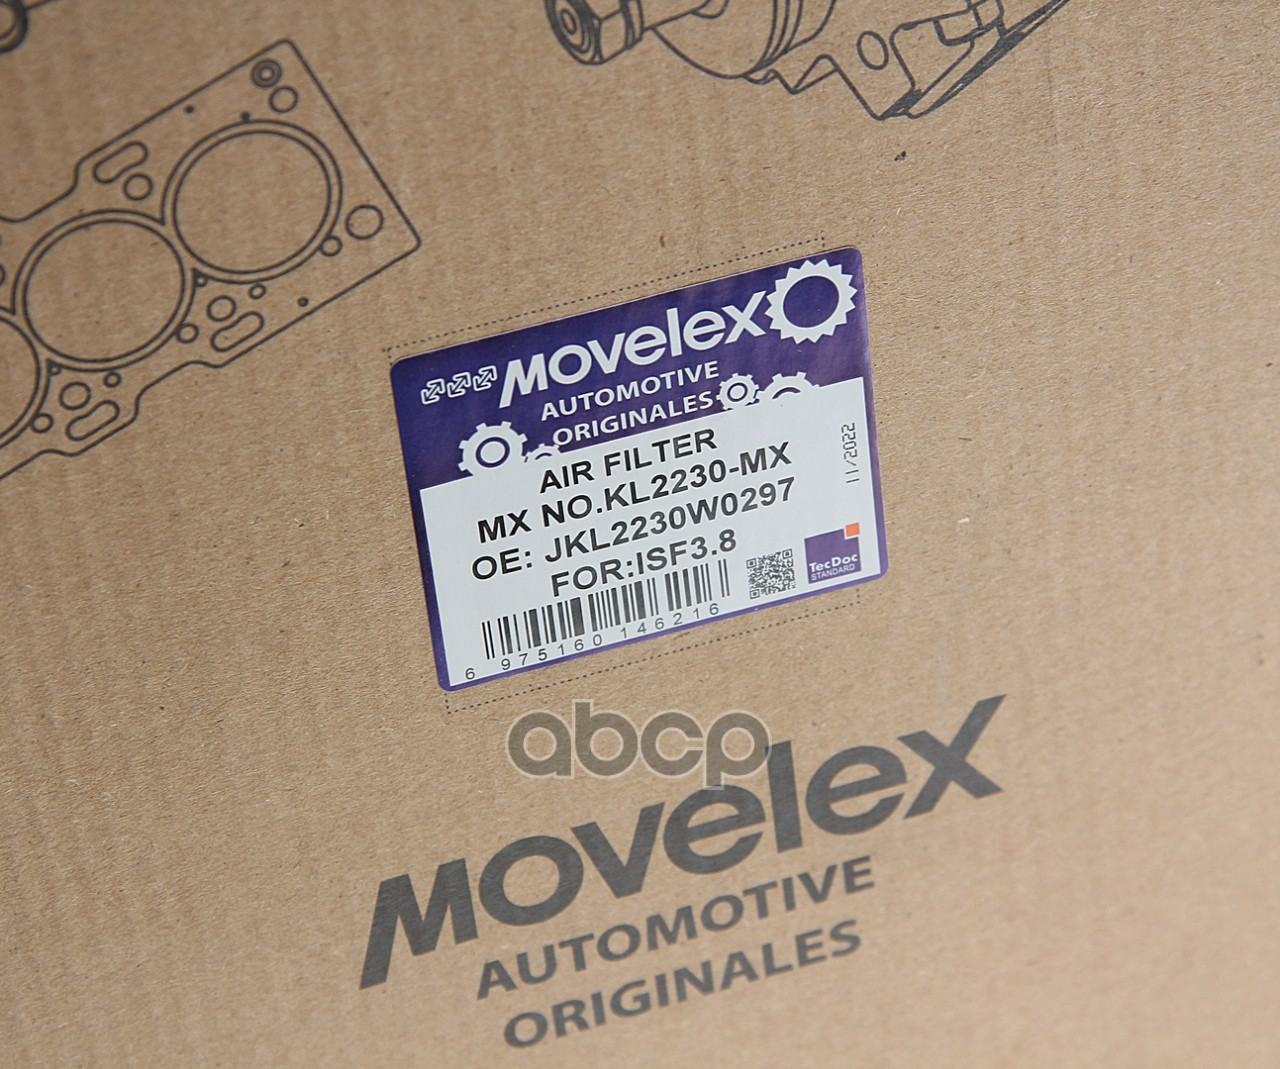 MOVelex
AUTOMOTIVE
ORIGINALES
AIR FILTER
MX NO.KL2230-MX
OE: JKL2230W0297
FOR:ISF3.8
11/2022
TecDoc
STANDARD
6 975160 146216
abcp
MOVelex
AUTOMOTIVE
ORIGINALES